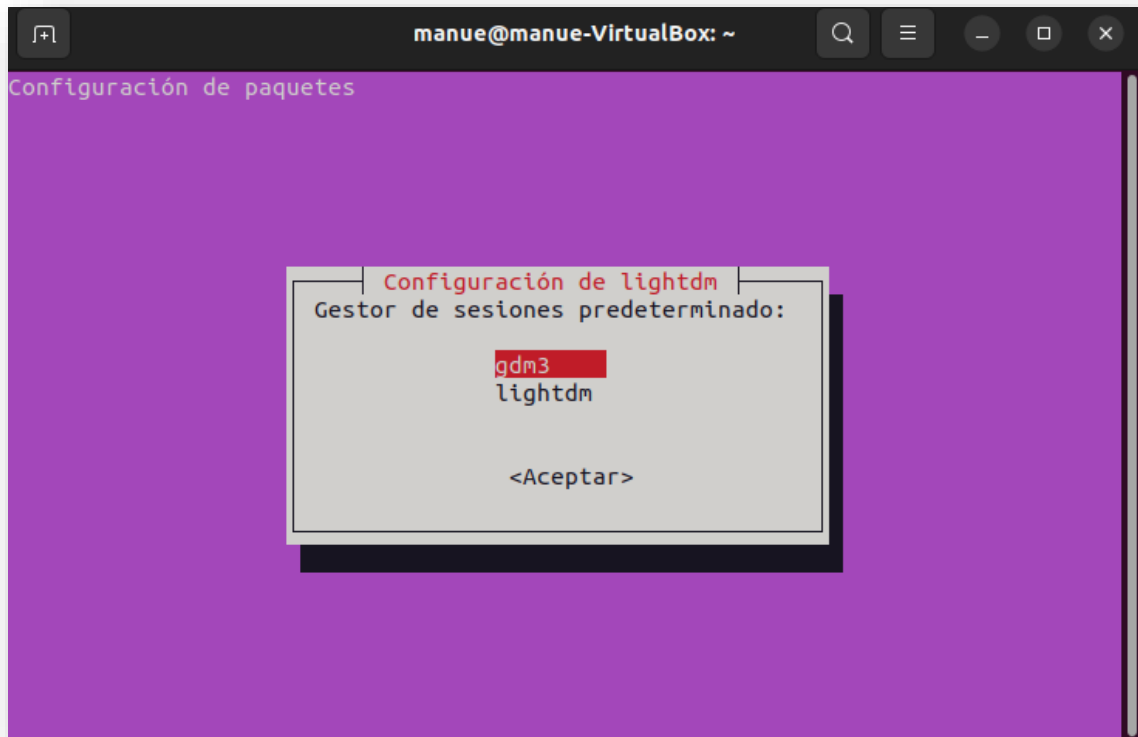 manue@manue-VirtualBox: ~
Configuración de paquetes
Configuración de lightdm
Gestor de sesiones predeterminado:
gdm3
lightdm
<Aceptar>